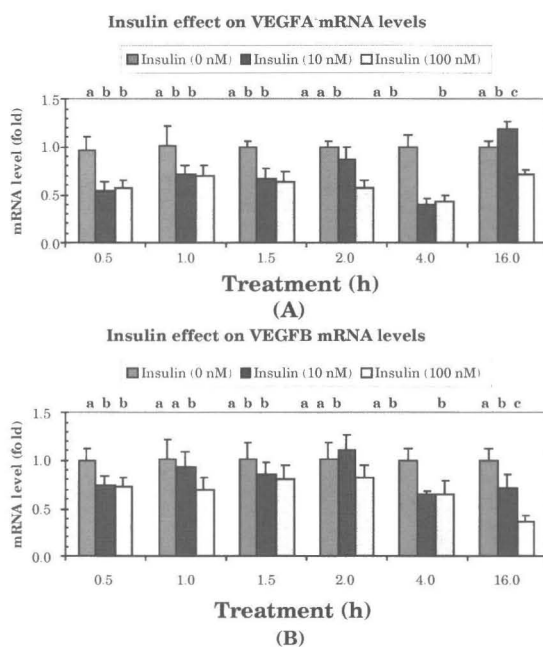 Insulin effect on VEGFA mRNA levels
Insulin (0 nM) Insulin (10 nM) Insulin (100 nM)
a b b a b b a b b a a b a b b a b c
mRNA level (fold)
1.5
1.0
0.5
0.0
0.5 1.0 1.5 2.0 4.0 16.0
Treatment (h)
(A)
Insulin effect on VEGFB mRNA levels
Insulin (0 nM) Insulin (10 nM) Insulin (100 nM)
a b b a a b a b b a a b a b b a b c
mRNA level (fold)
1.5
1.0
0.5
0.0
0.5 1.0 1.5 2.0 4.0 16.0
Treatment (h)
(B)